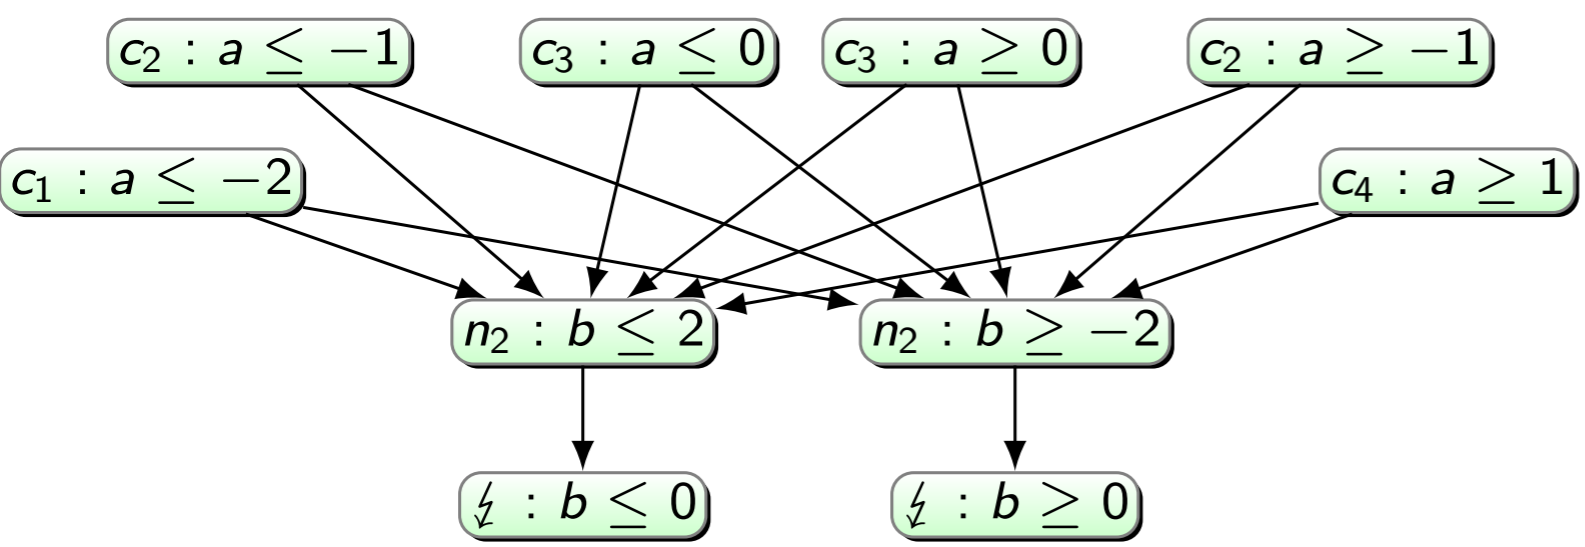 c₂ : a ≤ −1
c₃ : a ≤ 0
c₃ : a ≥ 0
c₂ : a ≥ −1
c₁ : a ≤ −2
c₄ : a ≥ 1
n₂ : b ≤ 2
n₂ : b ≥ −2
↯ : b ≤ 0
↯ : b ≥ 0